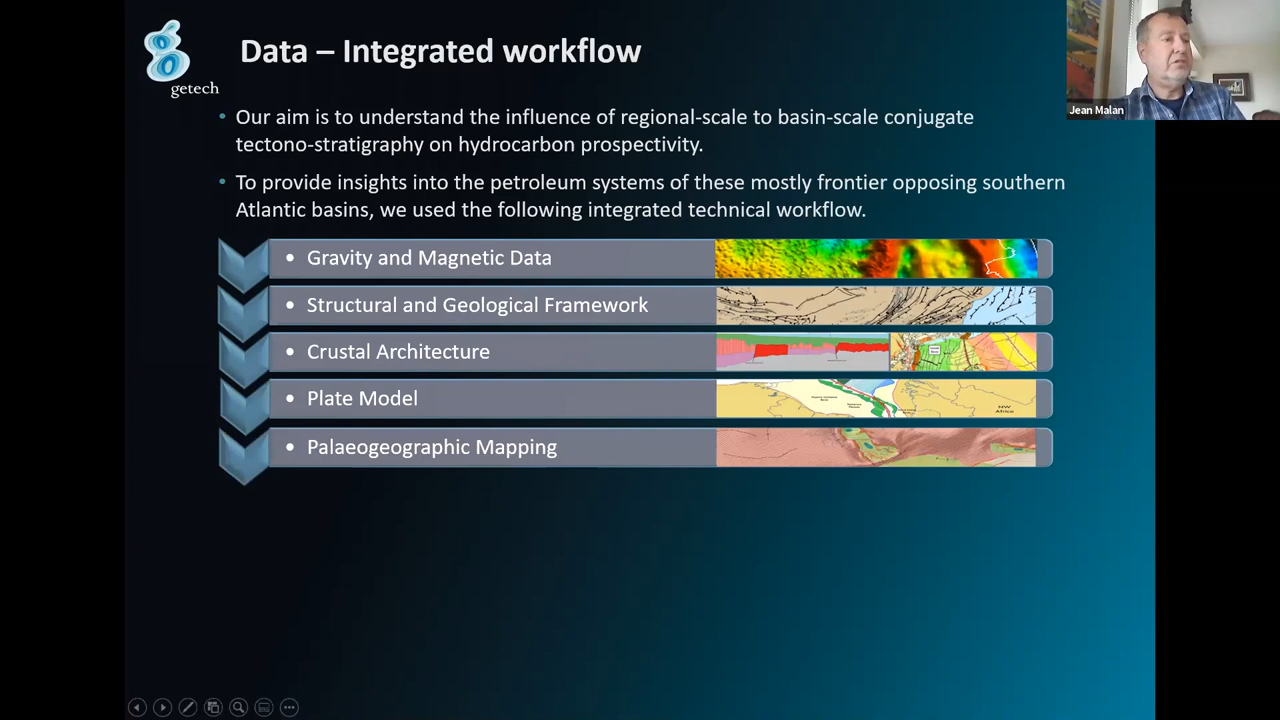 Data – Integrated workflow
getech
Jean Malan
• Our aim is to understand the influence of regional-scale to basin-scale conjugate
tectono-stratigraphy on hydrocarbon prospectivity.
• To provide insights into the petroleum systems of these mostly frontier opposing southern
Atlantic basins, we used the following integrated technical workflow.
• Gravity and Magnetic Data
• Structural and Geological Framework
• Crustal Architecture
• Plate Model
NW
Africa
• Palaeogeographic Mapping